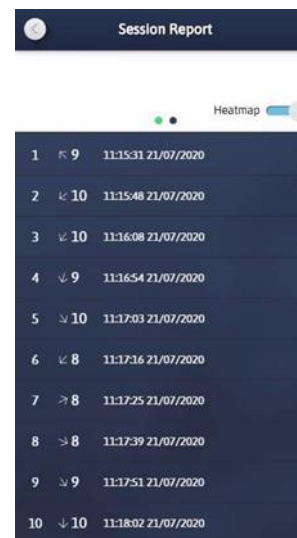 Session Report
Heatmap
1 ↖ 9 11:15:31 21/07/2020
2 ↙ 10 11:15:48 21/07/2020
3 ↙ 10 11:16:08 21/07/2020
4 ↓ 9 11:16:54 21/07/2020
5 ↘ 10 11:17:03 21/07/2020
6 ↙ 8 11:17:16 21/07/2020
7 ↗ 8 11:17:25 21/07/2020
8 ↘ 8 11:17:39 21/07/2020
9 ↘ 9 11:17:51 21/07/2020
10 ↓ 10 11:18:02 21/07/2020